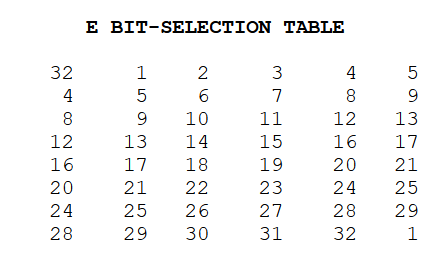 E BIT-SELECTION TABLE
32 1 2 3 4 5
4 5 6 7 8 9
8 9 10 11 12 13
12 13 14 15 16 17
16 17 18 19 20 21
20 21 22 23 24 25
24 25 26 27 28 29
28 29 30 31 32 1